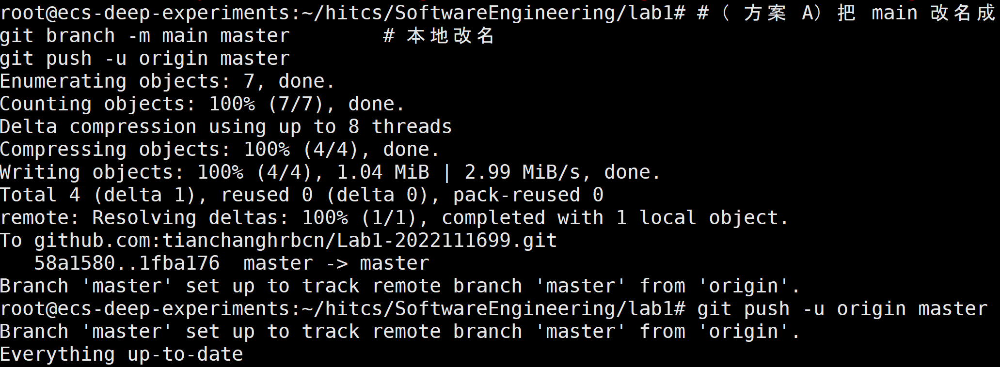 root@ecs-deep-experiments:~/hitcs/SoftwareEngineering/lab1# #（ 方案 A）把 main 改名成
git branch -m main master        # 本地改名
git push -u origin master
Enumerating objects: 7, done.
Counting objects: 100% (7/7), done.
Delta compression using up to 8 threads
Compressing objects: 100% (4/4), done.
Writing objects: 100% (4/4), 1.04 MiB | 2.99 MiB/s, done.
Total 4 (delta 1), reused 0 (delta 0), pack-reused 0
remote: Resolving deltas: 100% (1/1), completed with 1 local object.
To github.com:tianchanghrbcn/Lab1-2022111699.git
   58a1580..1fba176  master -> master
Branch 'master' set up to track remote branch 'master' from 'origin'.
root@ecs-deep-experiments:~/hitcs/SoftwareEngineering/lab1# git push -u origin master
Branch 'master' set up to track remote branch 'master' from 'origin'.
Everything up-to-date